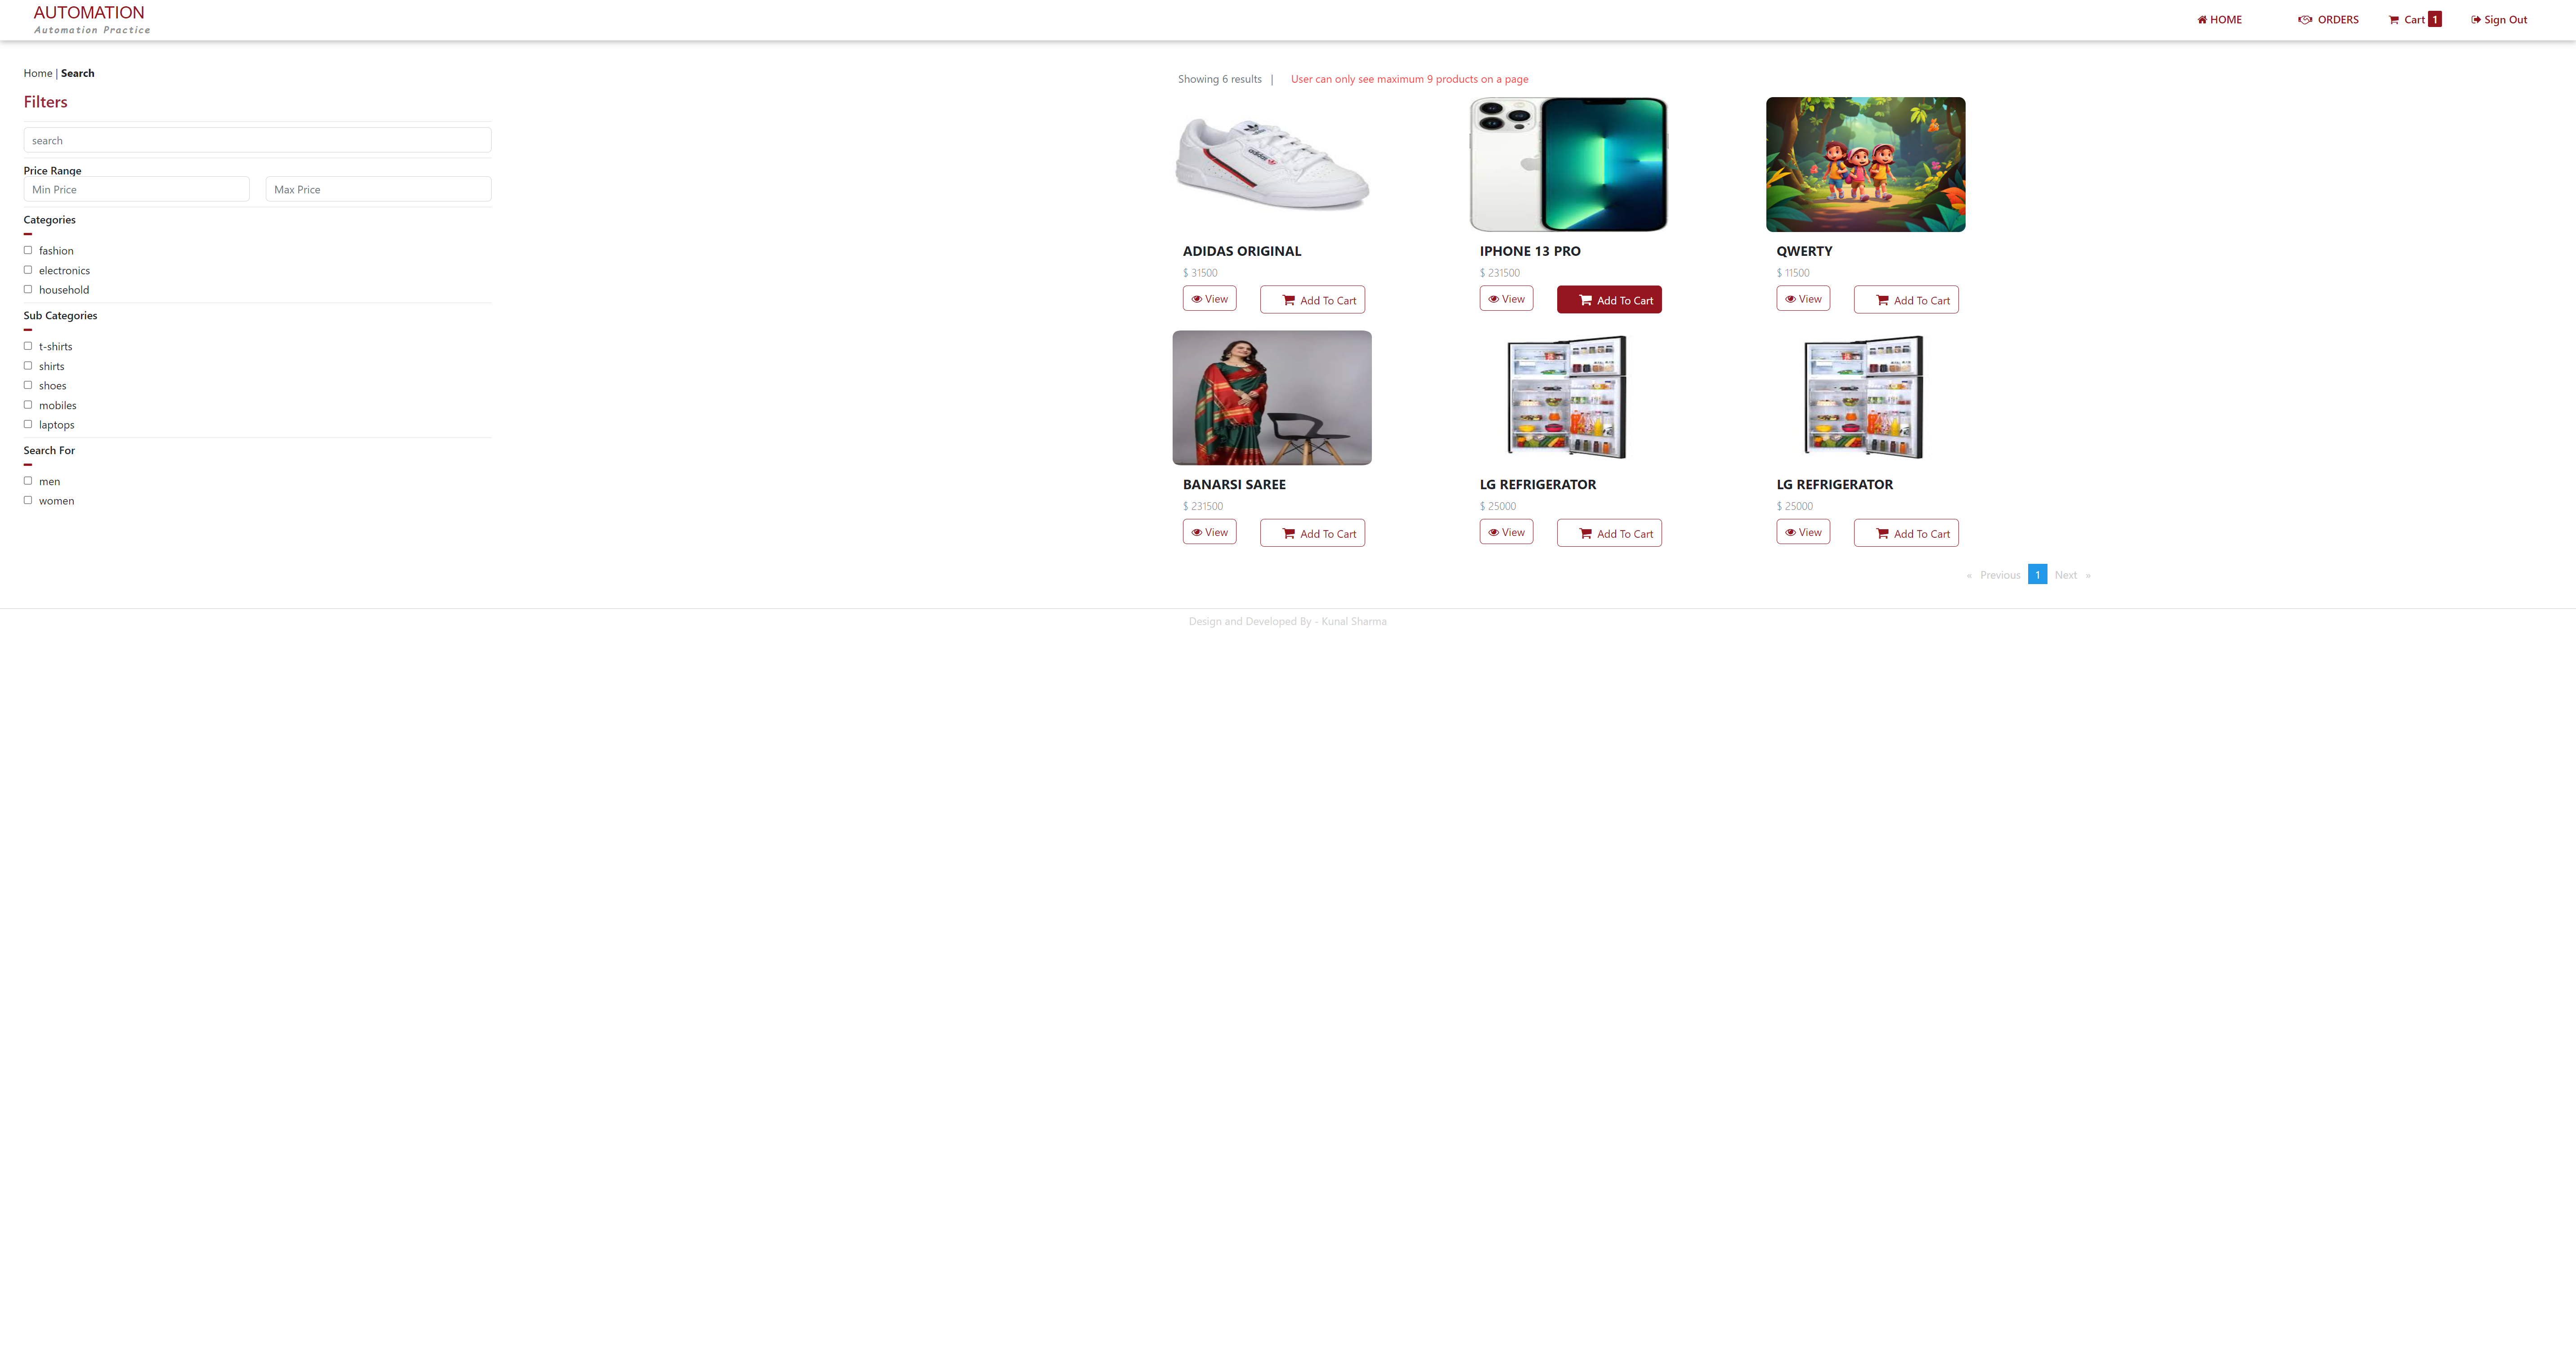 AUTOMATION
Automation Practice
HOME
ORDERS
Cart 1
Sign Out
Home | Search
Filters
search
Price Range
Min Price Max Price
Categories
fashion
electronics
household
Sub Categories
t-shirts
shirts
shoes
mobiles
laptops
Search For
men
women
Showing 6 results | User can only see maximum 9 products on a page
adidas
ADIDAS ORIGINAL
$ 31500
View Add To Cart
IPHONE 13 PRO
$ 231500
View Add To Cart
QWERTY
$ 11500
View Add To Cart
BANARSI SAREE
$ 231500
View Add To Cart
LG REFRIGERATOR
$ 25000
View Add To Cart
LG REFRIGERATOR
$ 25000
View Add To Cart
« Previous 1 Next »
Design and Developed By - Kunal Sharma